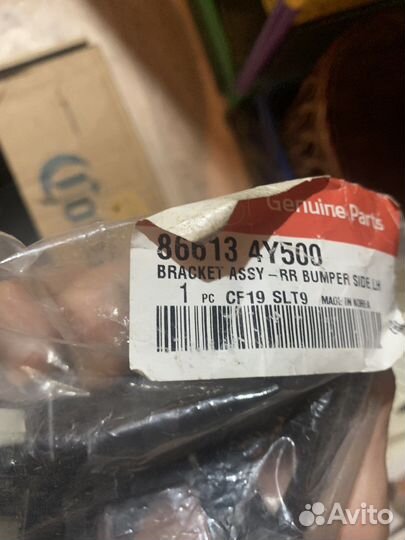 Genuine Parts
86613 4Y500
BRACKET ASSY-RR BUMPER SIDE,LH
1 PC CF19 SLT9 MADE IN KOREA
Avito